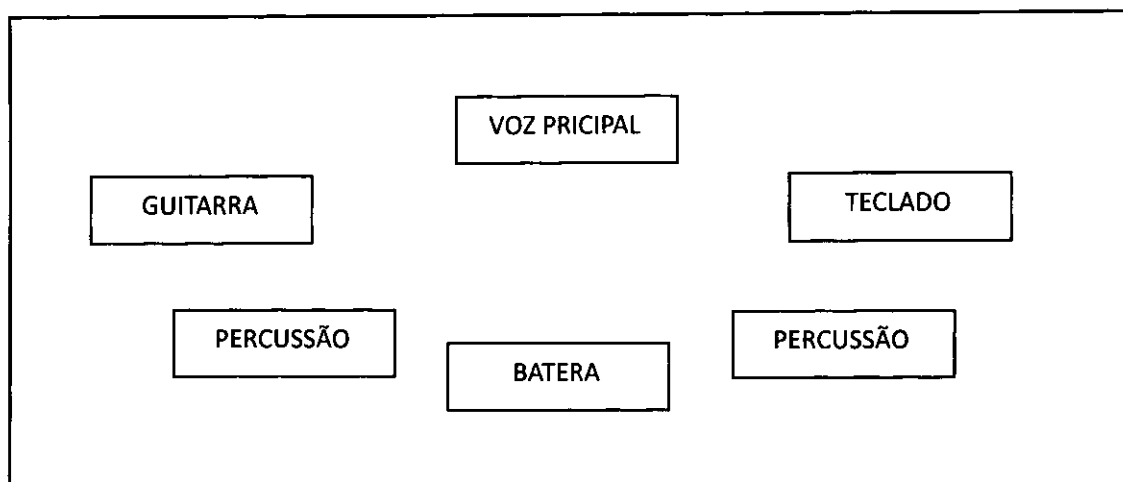 VOZ PRICIPAL
GUITARRA
TECLADO
PERCUSSÃO
PERCUSSÃO
BATERA